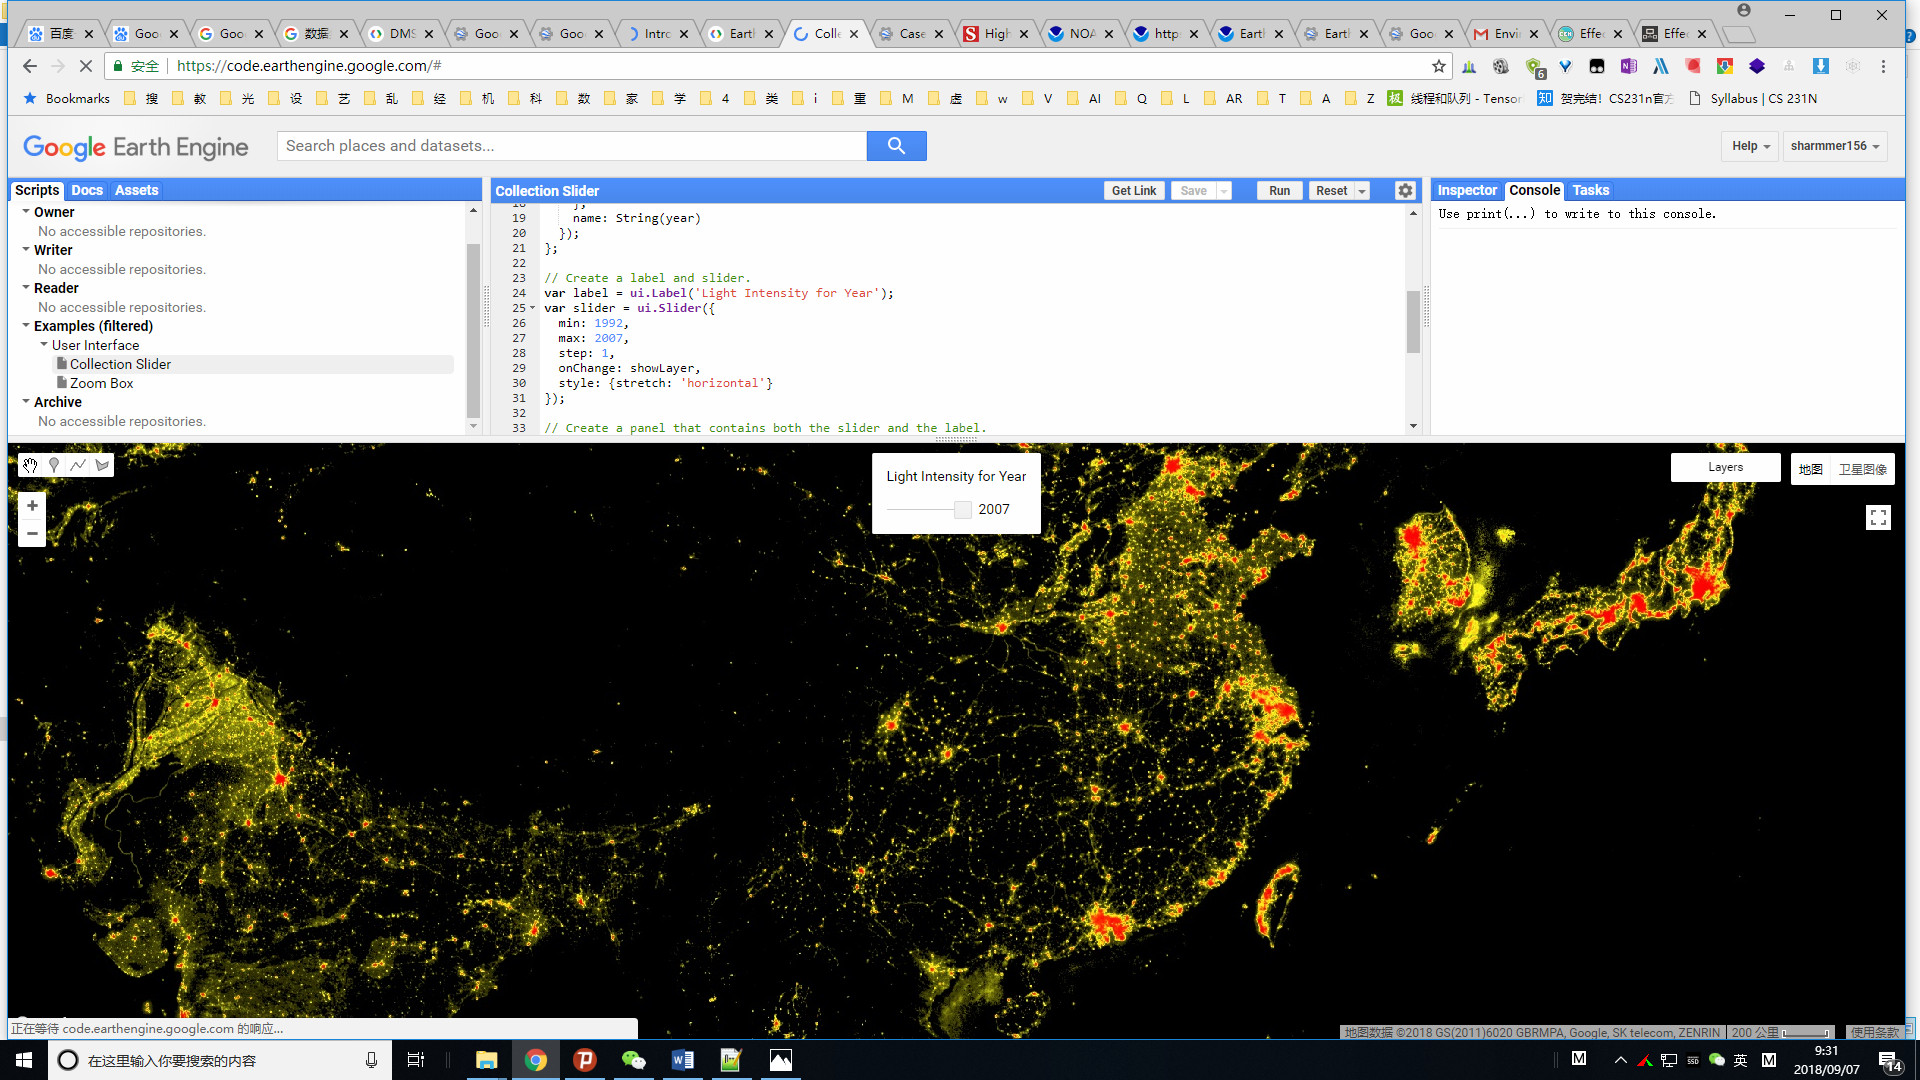 百度 Goo Goo 数据 DMS Goo Goo Intro Earth Colle Case High NOA http Earth Earth Goo Envi Effec Effec
安全 https://code.earthengine.google.com/# 6
Bookmarks 搜 教 光 设 艺 乱 经 机 科 数 家 学 4 类 i 重 M 虚 w V AI Q L AR T A Z 极 线程和队列 - Tensor 知 贺完结！CS231n官方 Syllabus | CS 231N
Google Earth Engine Search places and datasets... Help sharmmer156
Scripts Docs Assets
Owner
No accessible repositories.
Writer
No accessible repositories.
Reader
No accessible repositories.
Examples (filtered)
User Interface
Collection Slider
Zoom Box
Archive
No accessible repositories.
Collection Slider Get Link Save Run Reset
18 },
19 name: String(year)
20 });
21 };
22
23 // Create a label and slider.
24 var label = ui.Label('Light Intensity for Year');
25 var slider = ui.Slider({
26 min: 1992,
27 max: 2007,
28 step: 1,
29 onChange: showLayer,
30 style: {stretch: 'horizontal'}
31 });
32
33 // Create a panel that contains both the slider and the label.
Inspector Console Tasks
Use print(...) to write to this console.
Light Intensity for Year
2007
Layers
地图 卫星图像
正在等待 code.earthengine.google.com 的响应...
地图数据 ©2018 GS(2011)6020 GBRMPA, Google, SK telecom, ZENRIN 200 公里 使用条款
在这里输入你要搜索的内容
英 M
9:31
2018/09/07
14